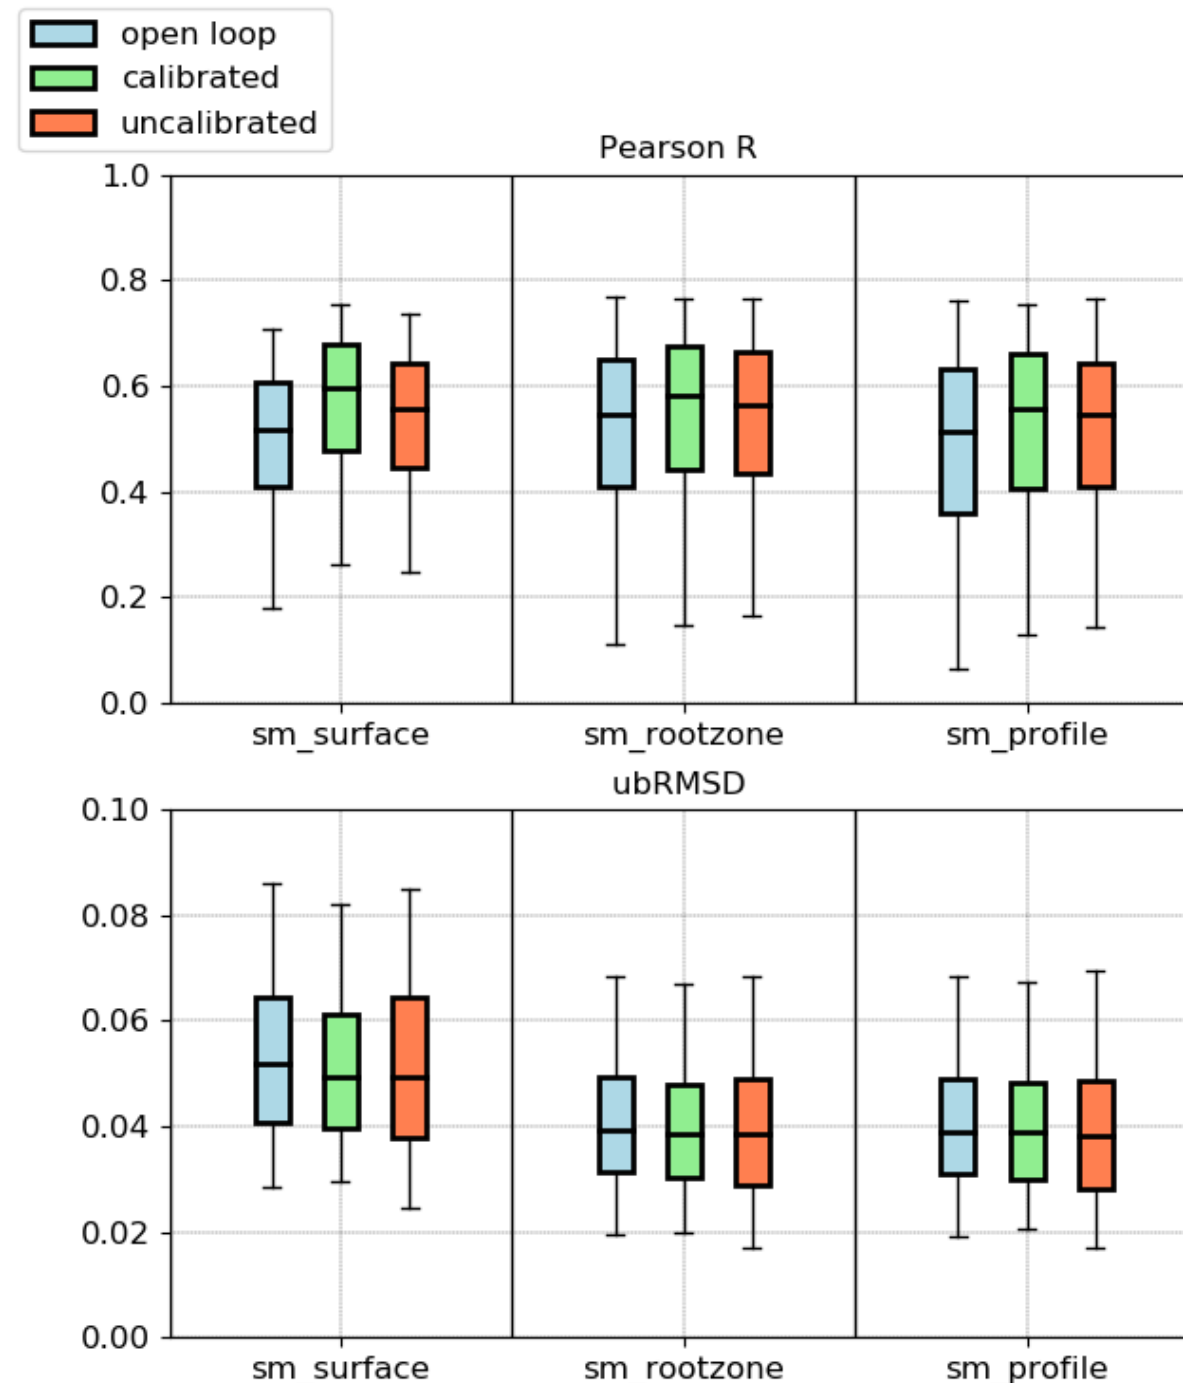 open loop
calibrated
uncalibrated
Pearson R
1.0
0.8
0.6
0.4
0.2
0.0
sm_surface sm_rootzone sm_profile
ubRMSD
0.10
0.08
0.06
0.04
0.02
0.00
sm_surface sm_rootzone sm_profile